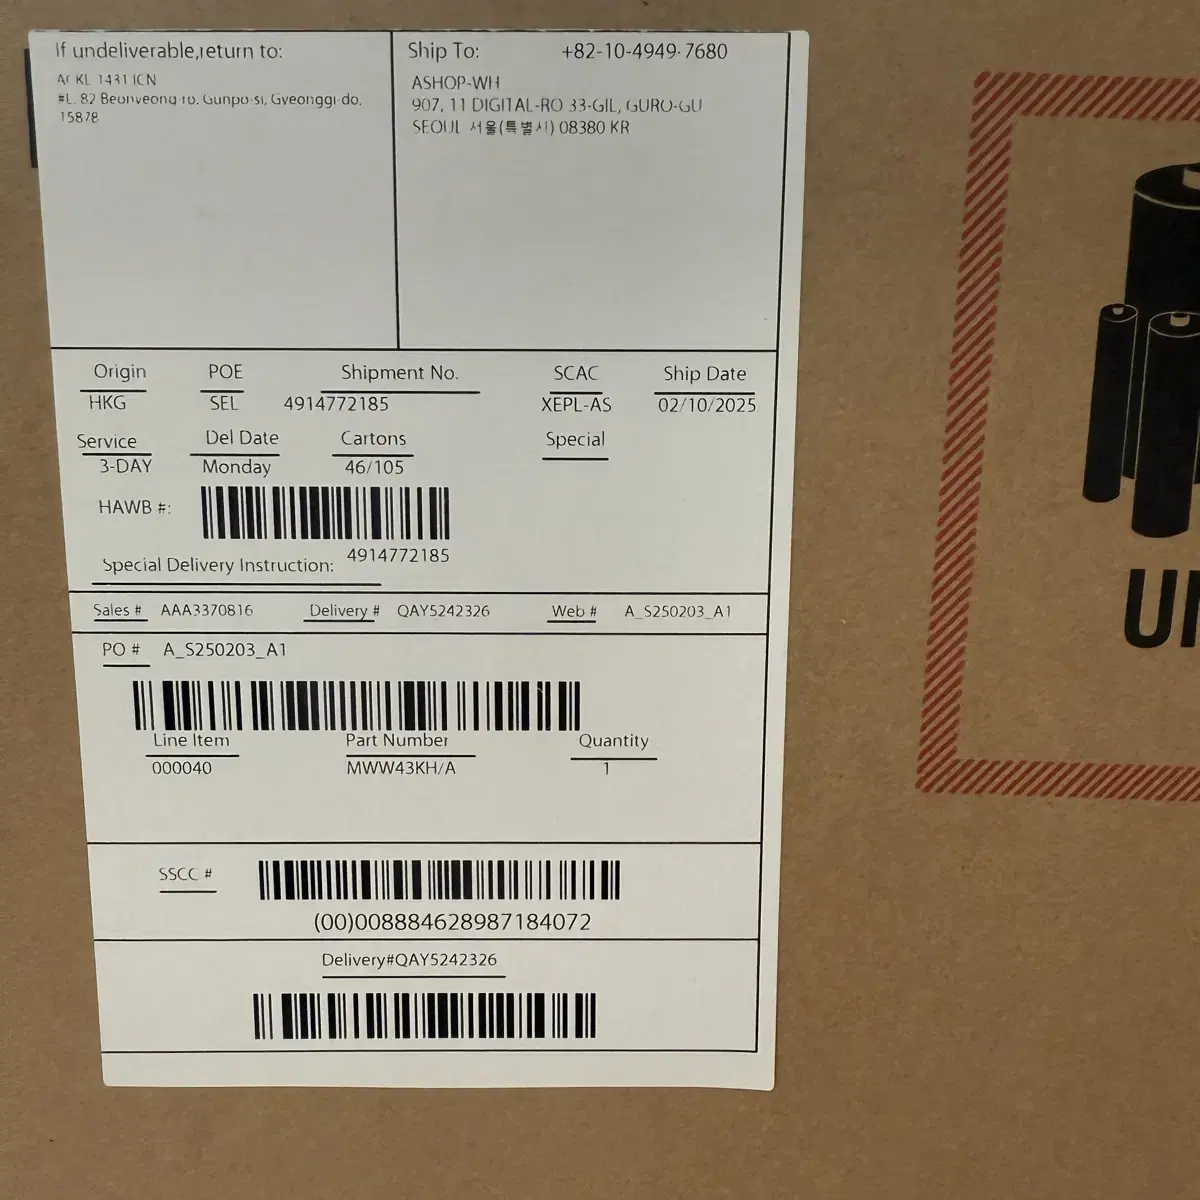 If undeliverable,return to:
ACKL 1431 ICN
#L. 82 Beonyeong-ro, Gunpo-si, Gyeonggi-do,
15878
Ship To: +82-10-4949-7680
ASHOP-WH
907, 11 DIGITAL-RO 33-GIL, GURO-GU
SEOUL 서울(특별시) 08380 KR
Origin POE Shipment No. SCAC Ship Date
HKG SEL 4914772185 XEPL-AS 02/10/2025
Service Del Date Cartons Special
3-DAY Monday 46/105
HAWB #:
4914772185
Special Delivery Instruction:
Sales # AAA3370816 Delivery # QAY5242326 Web # A_S250203_A1
PO # A_S250203_A1
Line Item Part Number Quantity
000040 MWW43KH/A 1
SSCC #
(00)008884628987184072
Delivery#QAY5242326